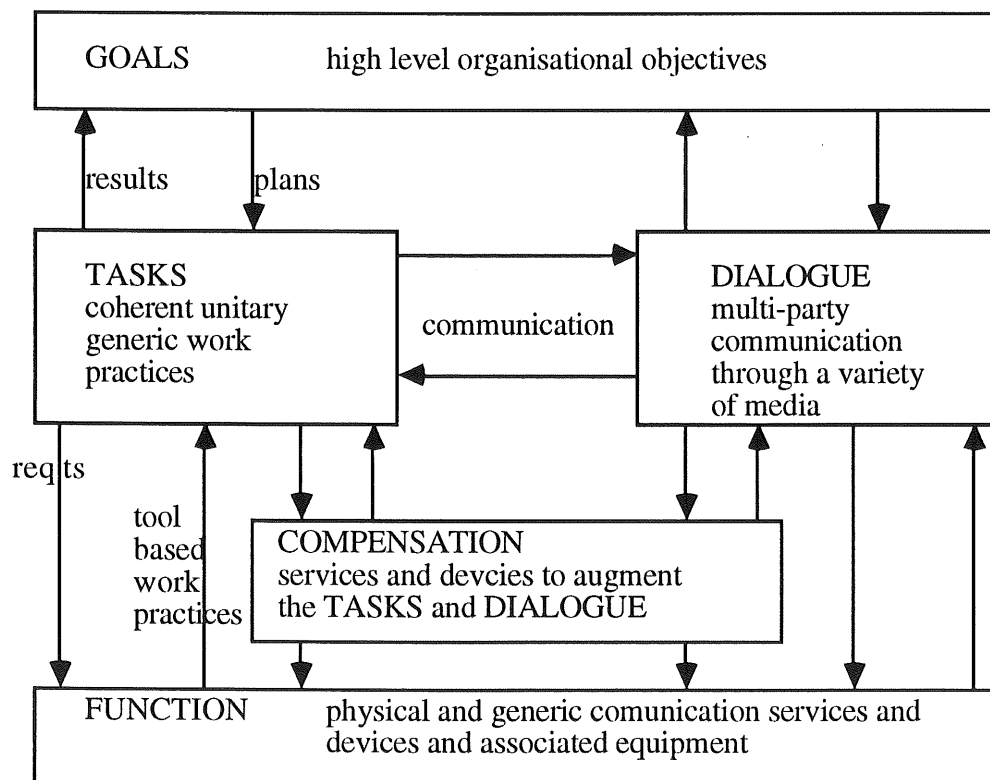 GOALS high level organisational objectives
results plans
TASKS
coherent unitary
generic work
practices
communication
DIALOGUE
multi-party
communication
through a variety
of media
reqts
tool
based
work
practices
COMPENSATION
services and devcies to augment
the TASKS and DIALOGUE
FUNCTION physical and generic comunication services and
devices and associated equipment